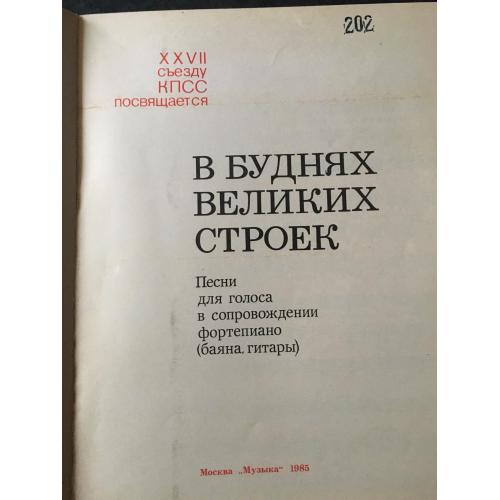 202
XXVII
съезду
КПСС
посвящается
В БУДНЯХ
ВЕЛИКИХ
СТРОЕК
Песни
для голоса
в сопровождении
фортепиано
(баяна, гитары)
Москва „Музыка“ 1985